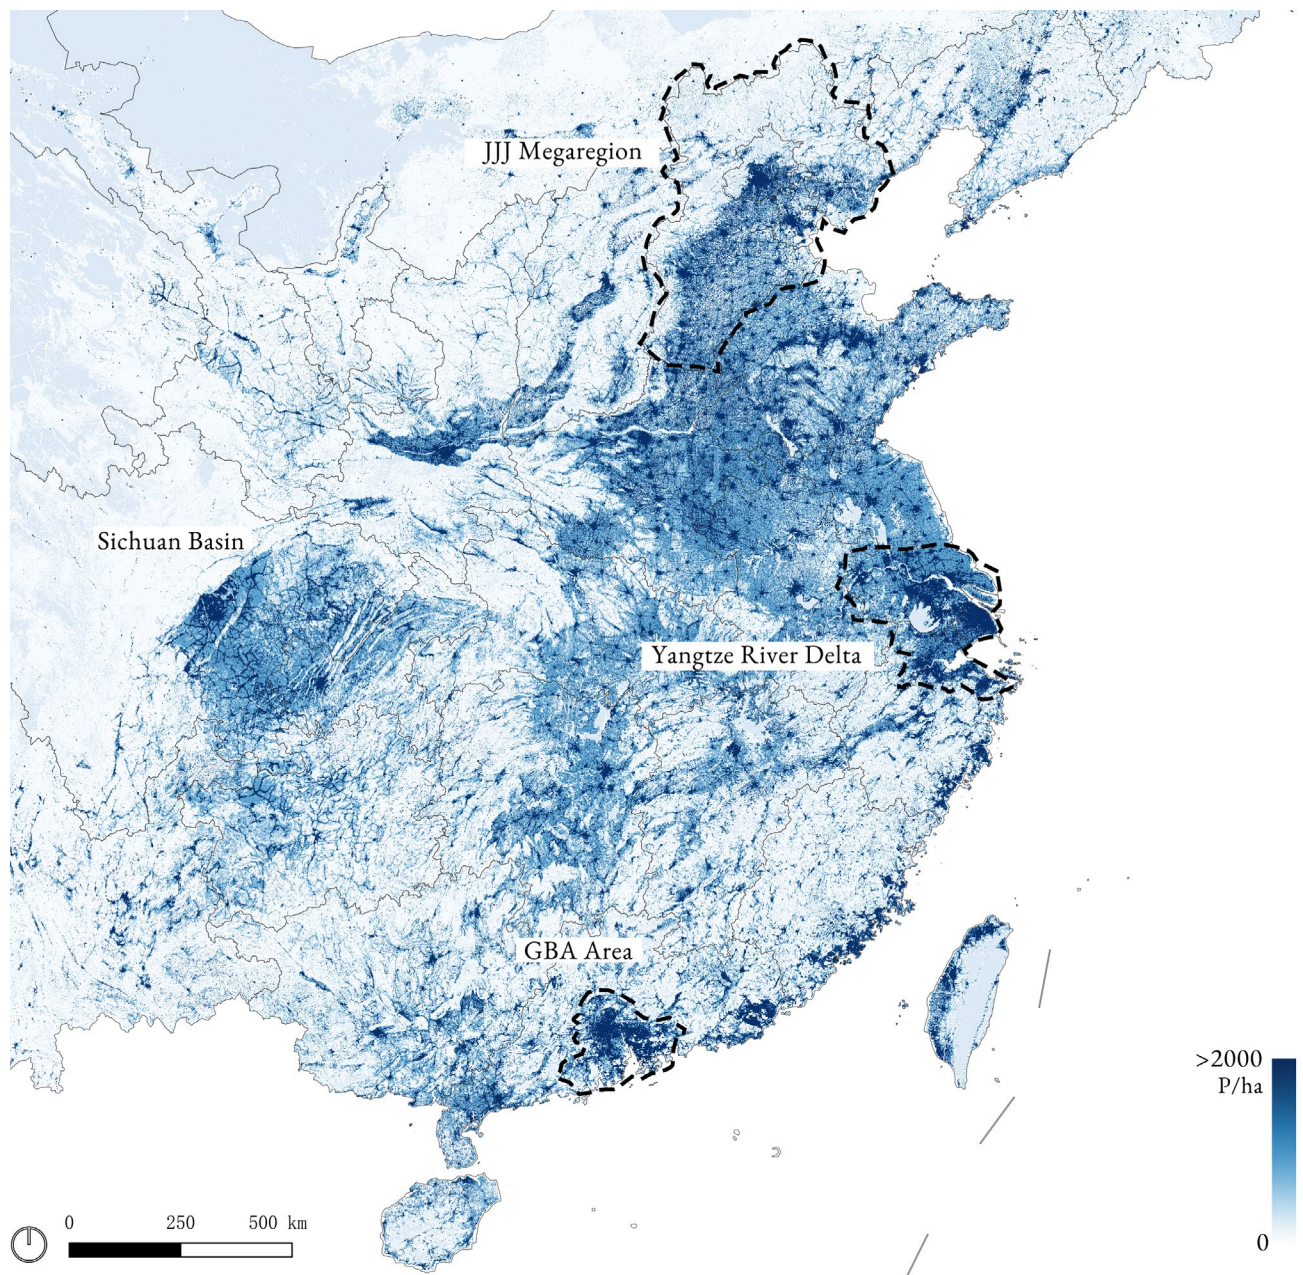 JJJ Megaregion
Sichuan Basin
Yangtze River Delta
GBA Area
>2000
P/ha
0
0 250 500 km